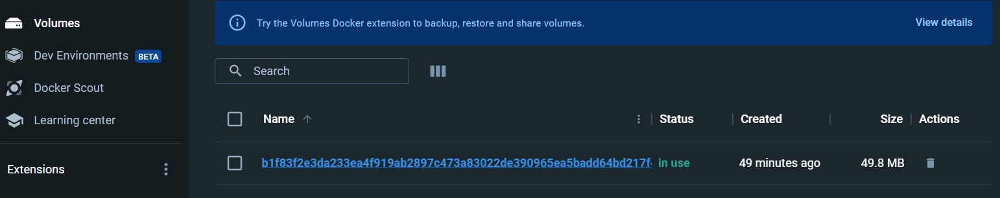 Volumes
Dev Environments BETA
Docker Scout
Learning center
Extensions
Try the Volumes Docker extension to backup, restore and share volumes. View details
Search
Name Status Created Size Actions
b1f83f2e3da233ea4f919ab2897c473a83022de390965ea5badd64bd217f in use 49 minutes ago 49.8 MB